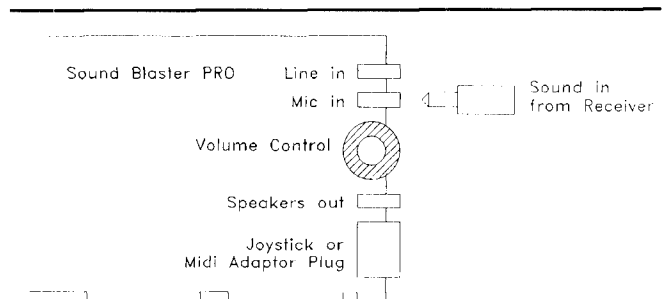 Sound Blaster PRO
Line in
Mic in
Sound in
from Receiver
Volume Control
Speakers out
Joystick or
Midi Adaptor Plug